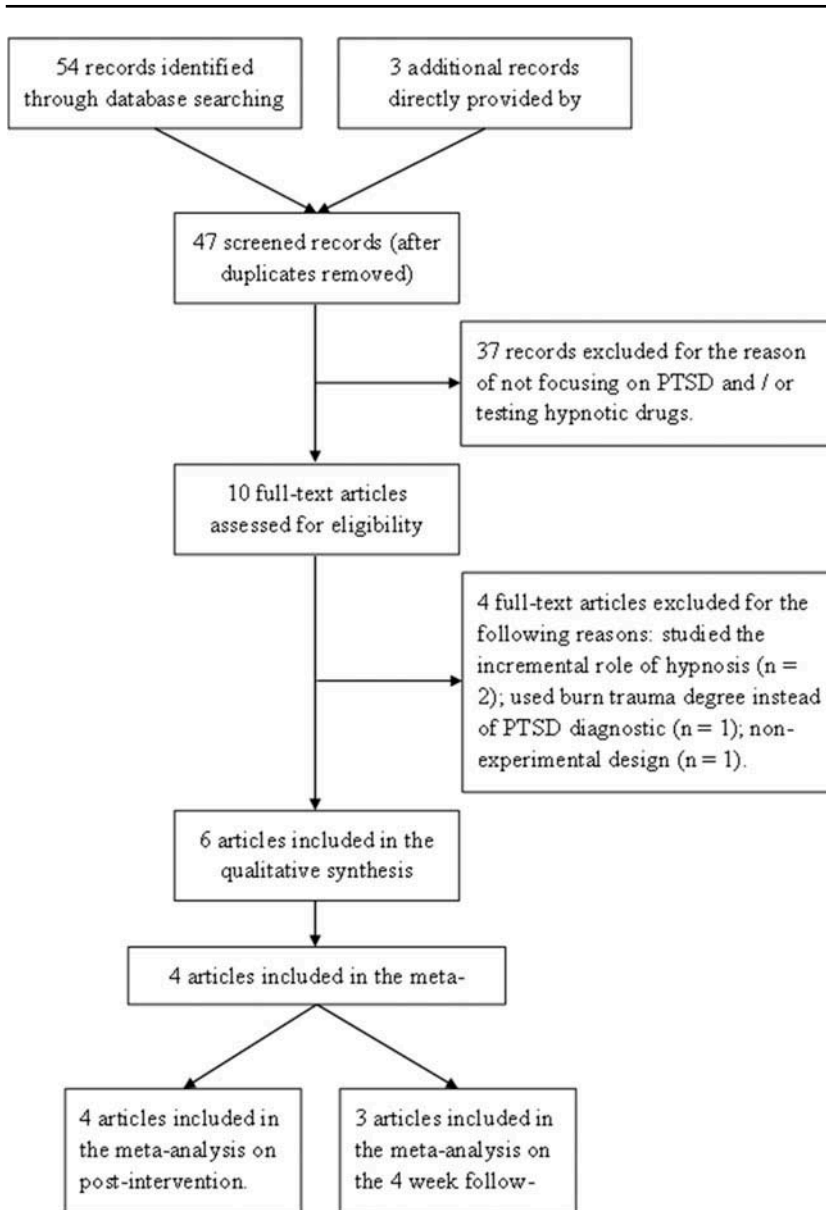 54 records identified
through database searching
3 additional records
directly provided by
47 screened records (after
duplicates removed)
37 records excluded for the reason
of not focusing on PTSD and / or
testing hypnotic drugs.
10 full-text articles
assessed for eligibility
4 full-text articles excluded for the
following reasons: studied the
incremental role of hypnosis (n =
2); used burn trauma degree instead
of PTSD diagnostic (n = 1); non-
experimental design (n = 1).
6 articles included in the
qualitative synthesis
4 articles included in the meta-
4 articles included in
the meta-analysis on
post-intervention.
3 articles included in
the meta-analysis on
the 4 week follow-